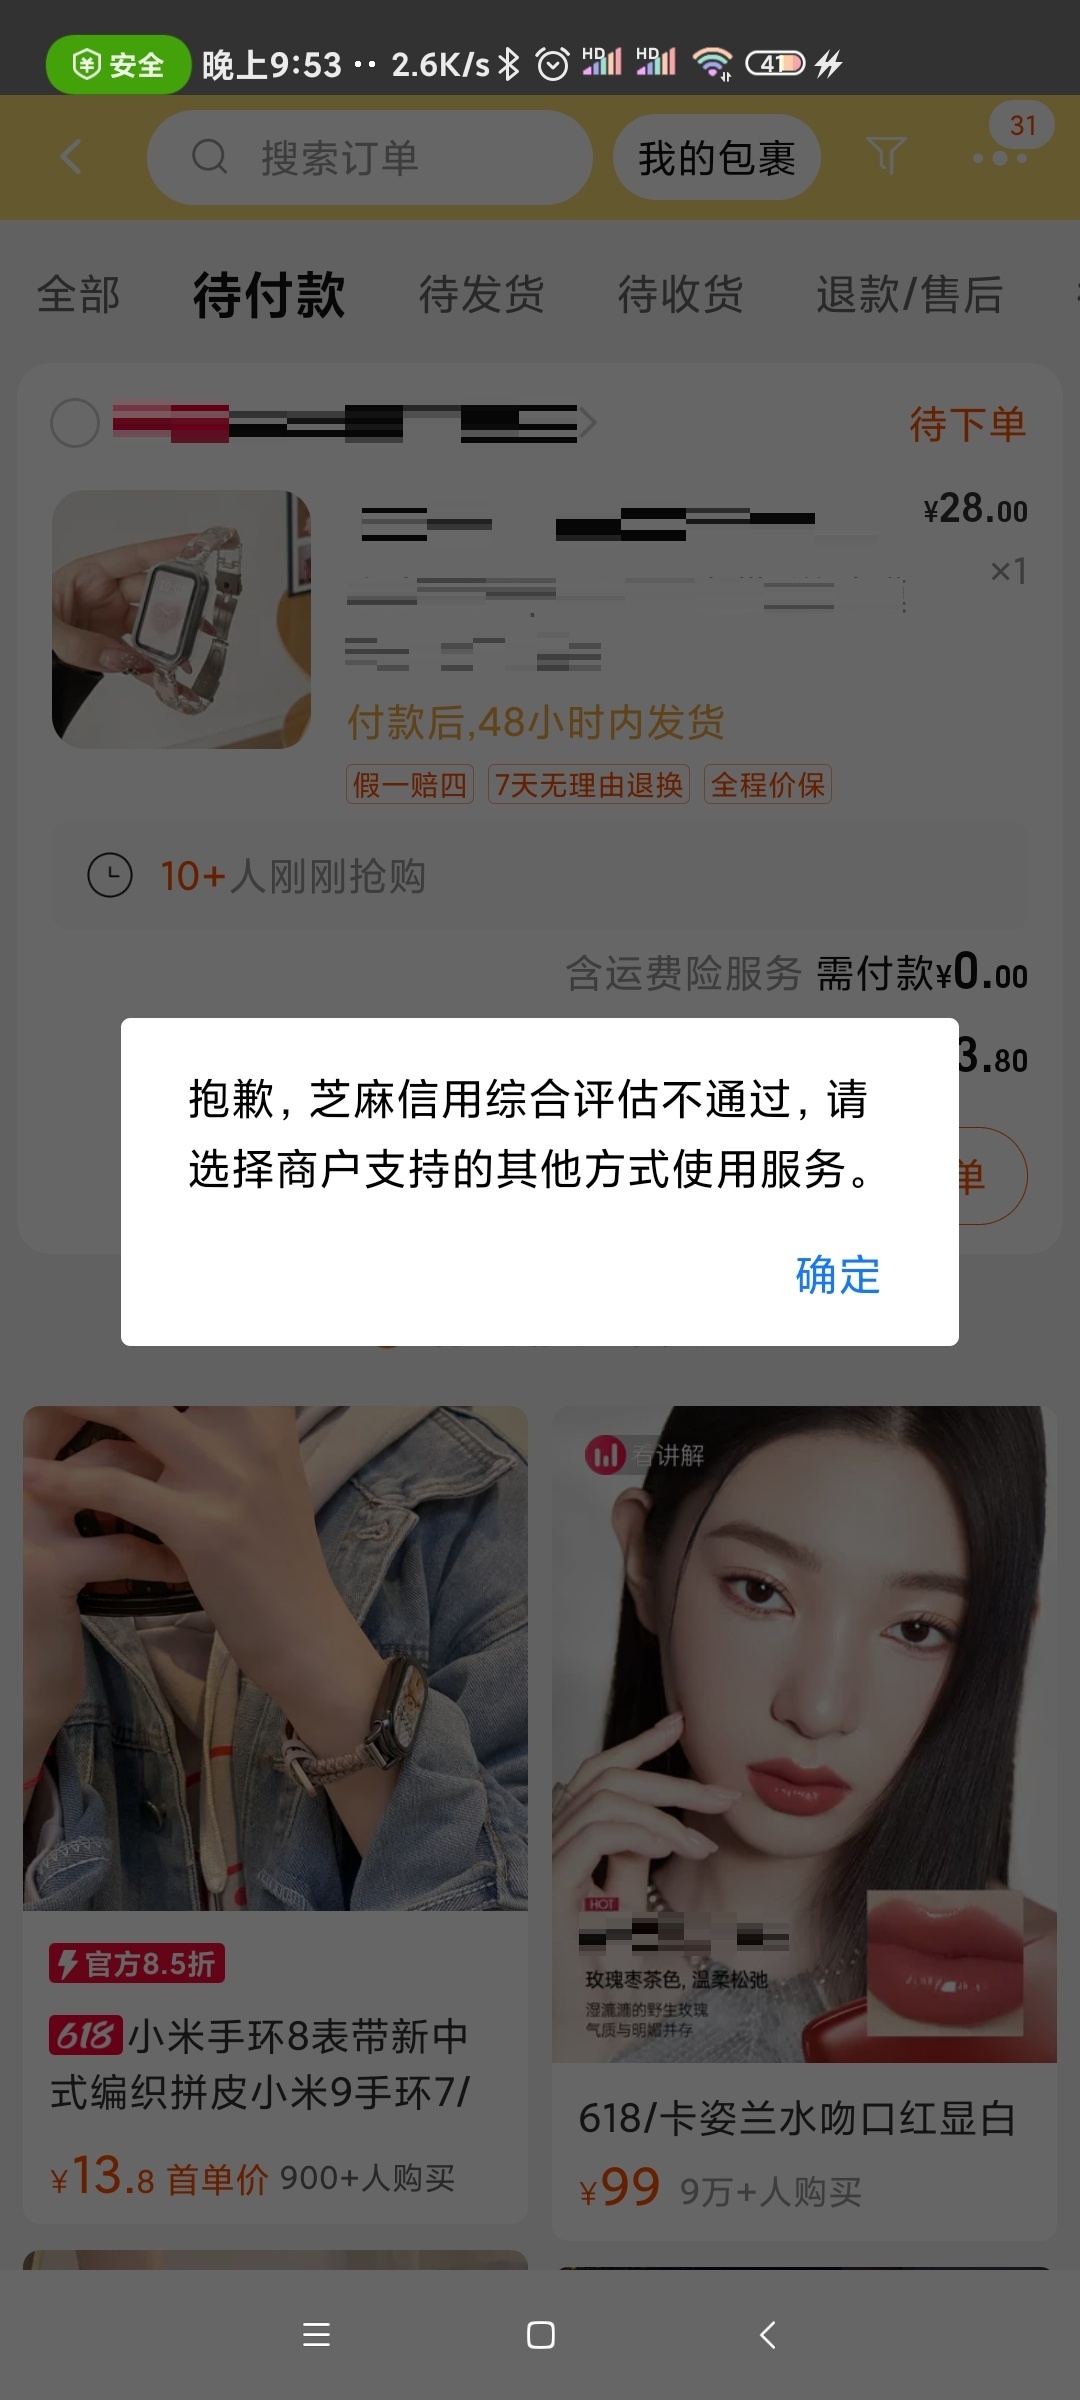 安全 晚上9:53 ·· 2.6K/s HD HD 41
搜索订单 我的包裹 31
全部 待付款 待发货 待收货 退款/售后
待下单
¥28.00
×1
付款后,48小时内发货
假一赔四 7天无理由退换 全程价保
10+人刚刚抢购
含运费险服务 需付款¥0.00
3.80
抱歉, 芝麻信用综合评估不通过, 请
选择商户支持的其他方式使用服务。
单
确定
看讲解
HOT
玫瑰枣茶色, 温柔松弛
湿漉漉的野生玫瑰
气质与明媚并存
官方8.5折
618小米手环8表带新中
式编织拼皮小米9手环7/
¥13.8 首单价 900+人购买
618/卡姿兰水吻口红显白
¥99 9万+人购买